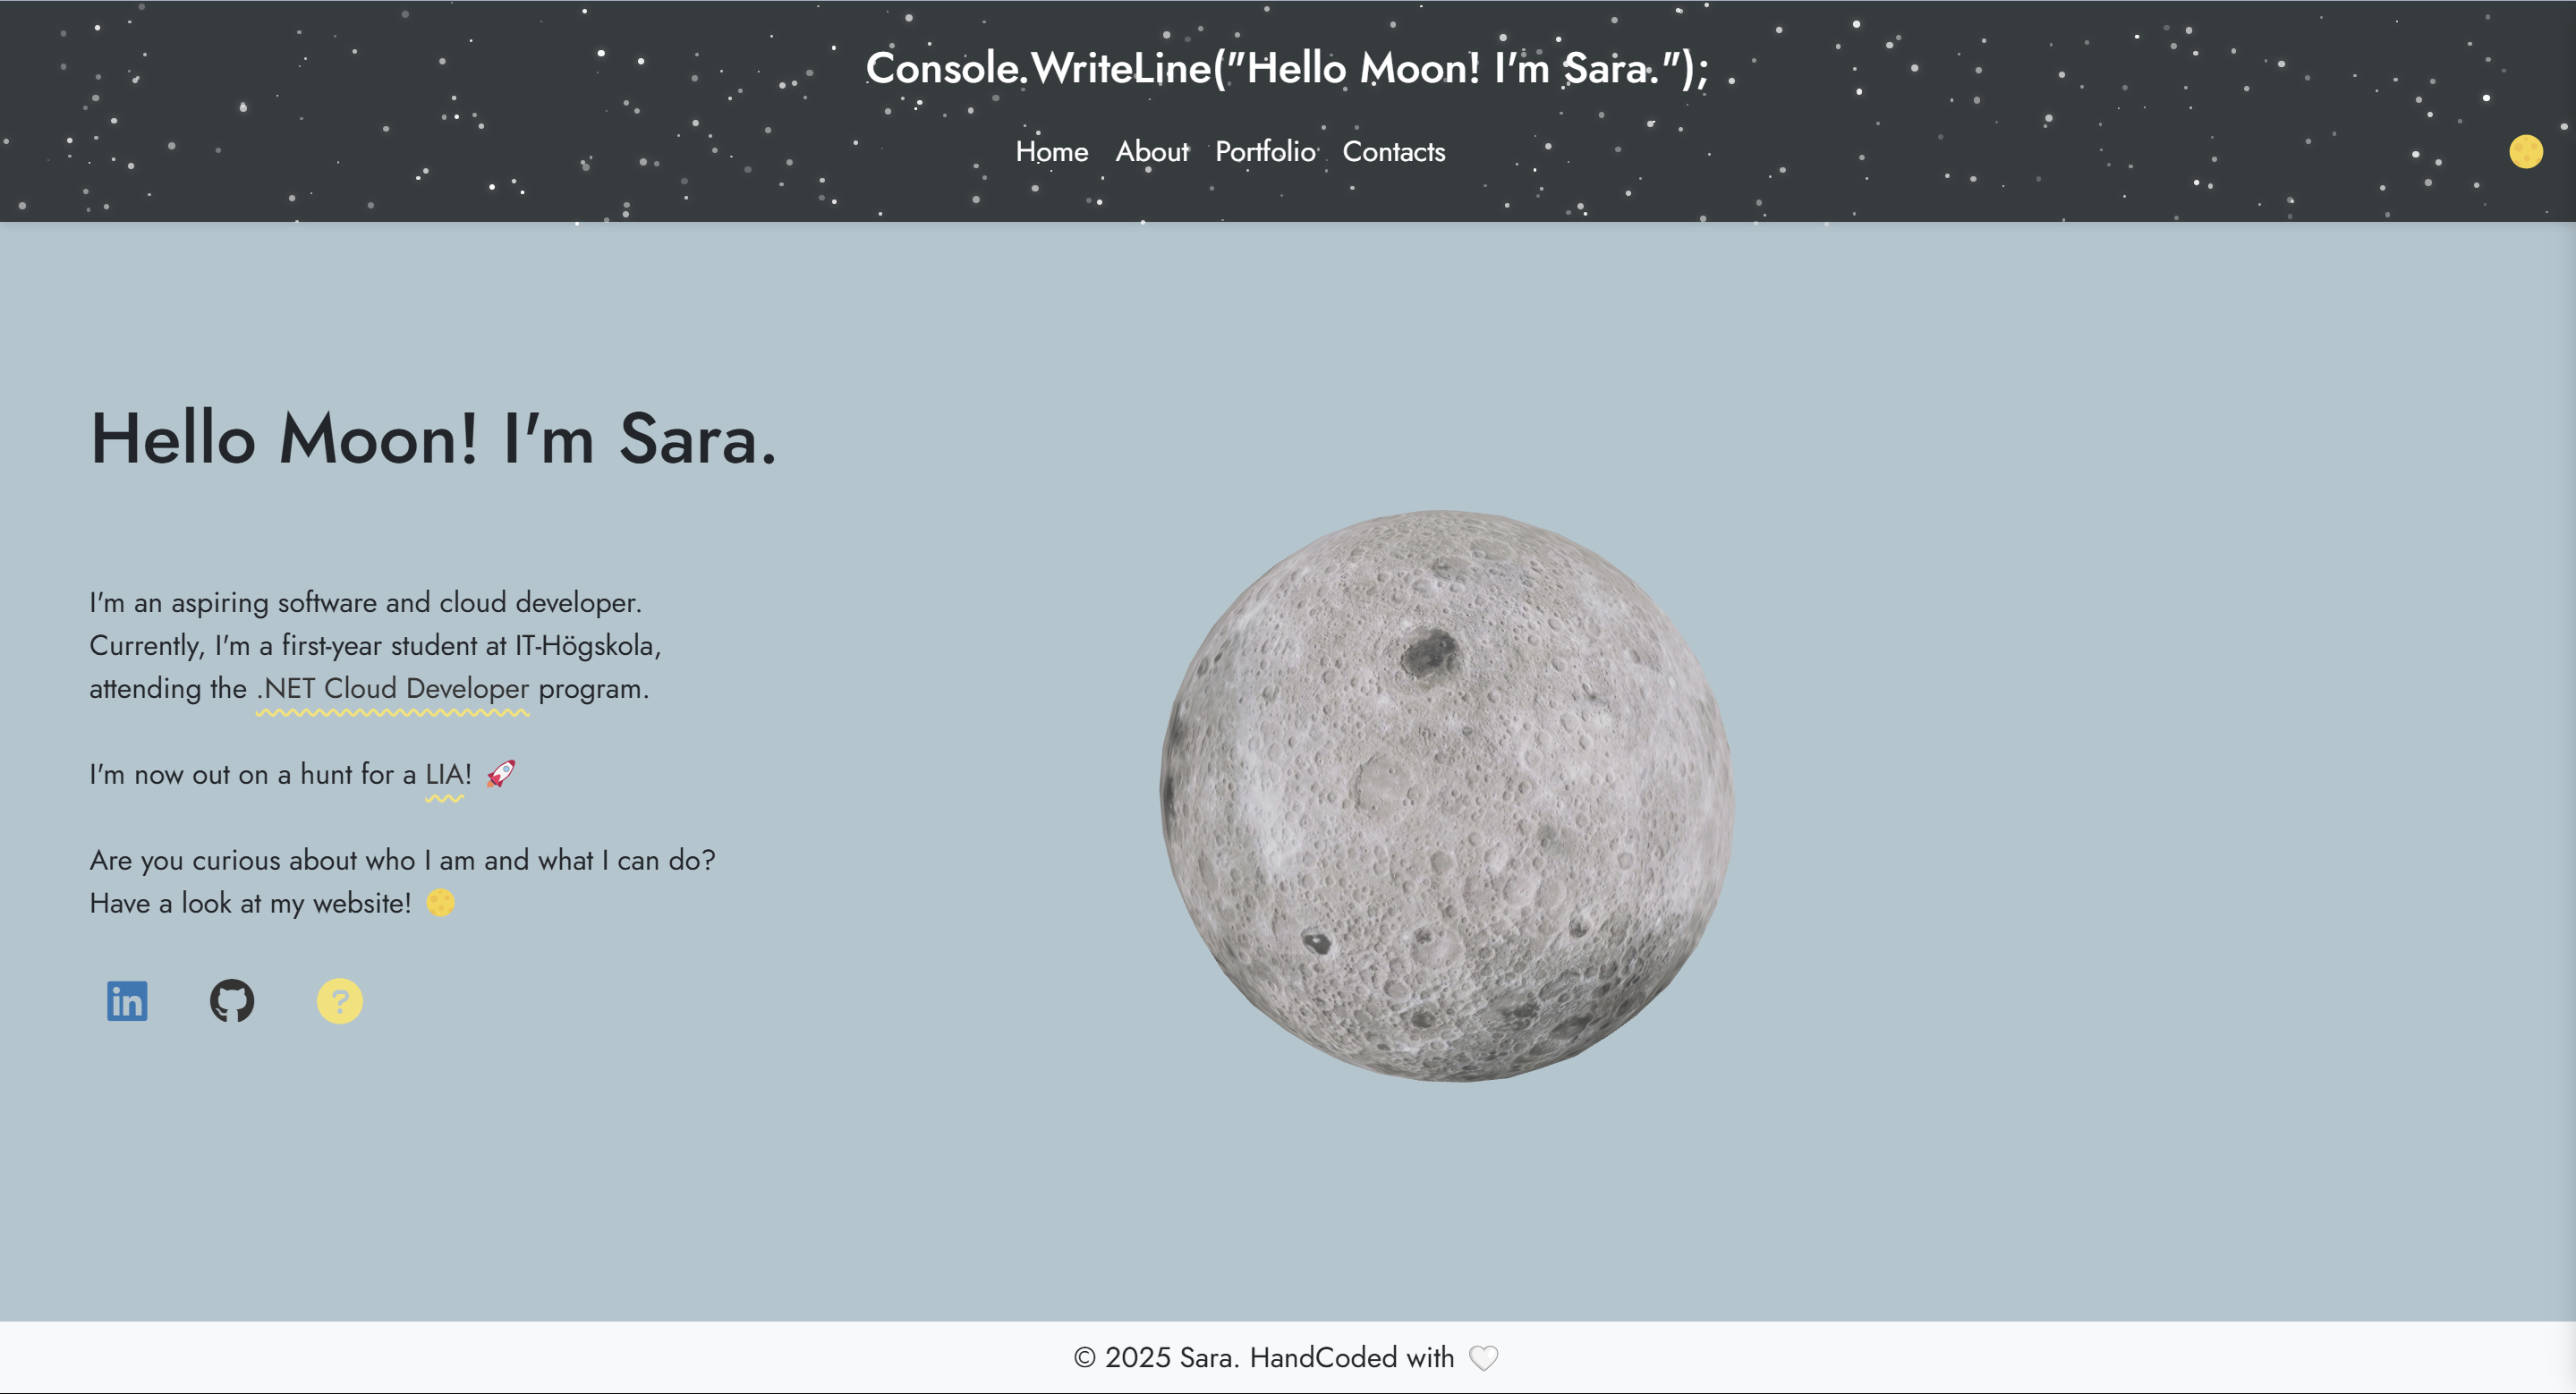 Console.WriteLine("Hello Moon! I'm Sara.");
Home About Portfolio Contacts
Hello Moon! I'm Sara.
I'm an aspiring software and cloud developer.
Currently, I'm a first-year student at IT-Högskola,
attending the .NET Cloud Developer program.
I'm now out on a hunt for a LIA! 🚀
Are you curious about who I am and what I can do?
Have a look at my website! 🌕
in
?
© 2025 Sara. HandCoded with 🤍